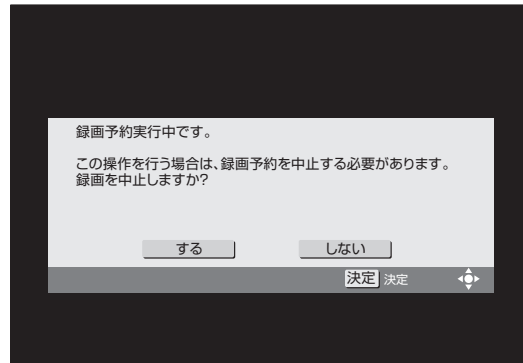 録画予約実行中です。
この操作を行う場合は、録画予約を中止する必要があります。
録画を中止しますか?
する しない
決定 決定